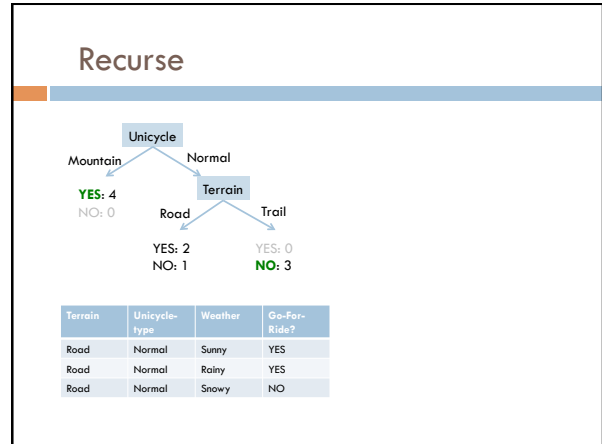 Recurse
Unicycle
Mountain Normal
YES: 4
NO: 0
Terrain
Road Trail
YES: 2 YES: 0
NO: 1 NO: 3
Terrain Unicycle- Weather Go-For-
type Ride?
Road Normal Sunny YES
Road Normal Rainy YES
Road Normal Snowy NO